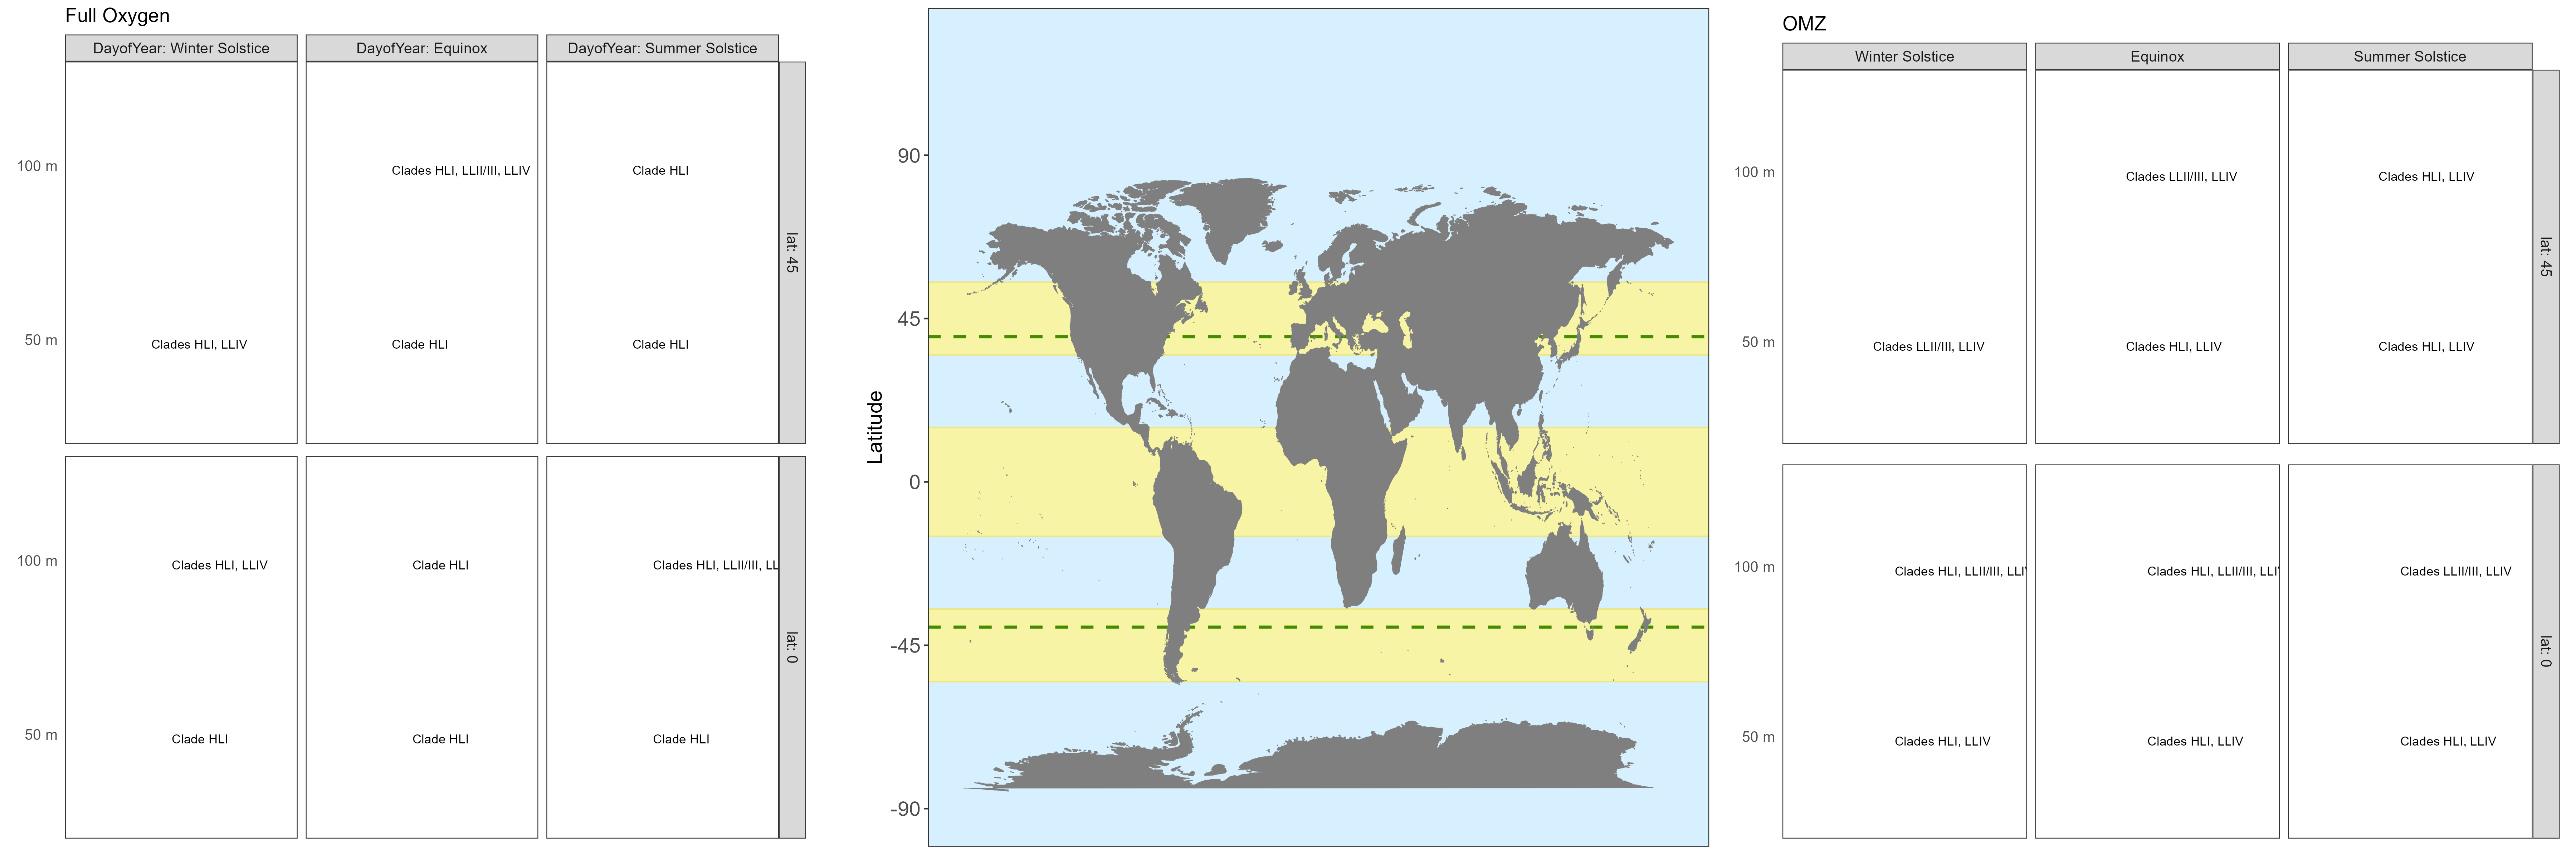 Full Oxygen
DayofYear: Winter Solstice
DayofYear: Equinox
DayofYear: Summer Solstice
100 m
Clades HLI, LLII/III, LLIV
Clade HLI
lat: 45
50 m
Clades HLI, LLIV
Clade HLI
Clade HLI
100 m
Clades HLI, LLIV
Clade HLI
Clades HLI, LLII/III, LL
lat: 0
50 m
Clade HLI
Clade HLI
Clade HLI
Latitude
90
45
0
-45
-90
OMZ
Winter Solstice
Equinox
Summer Solstice
100 m
Clades LLII/III, LLIV
Clades HLI, LLIV
lat: 45
50 m
Clades LLII/III, LLIV
Clades HLI, LLIV
Clades HLI, LLIV
100 m
Clades HLI, LLII/III, LLIV
Clades HLI, LLII/III, LLIV
Clades LLII/III, LLIV
lat: 0
50 m
Clades HLI, LLIV
Clades HLI, LLIV
Clades HLI, LLIV